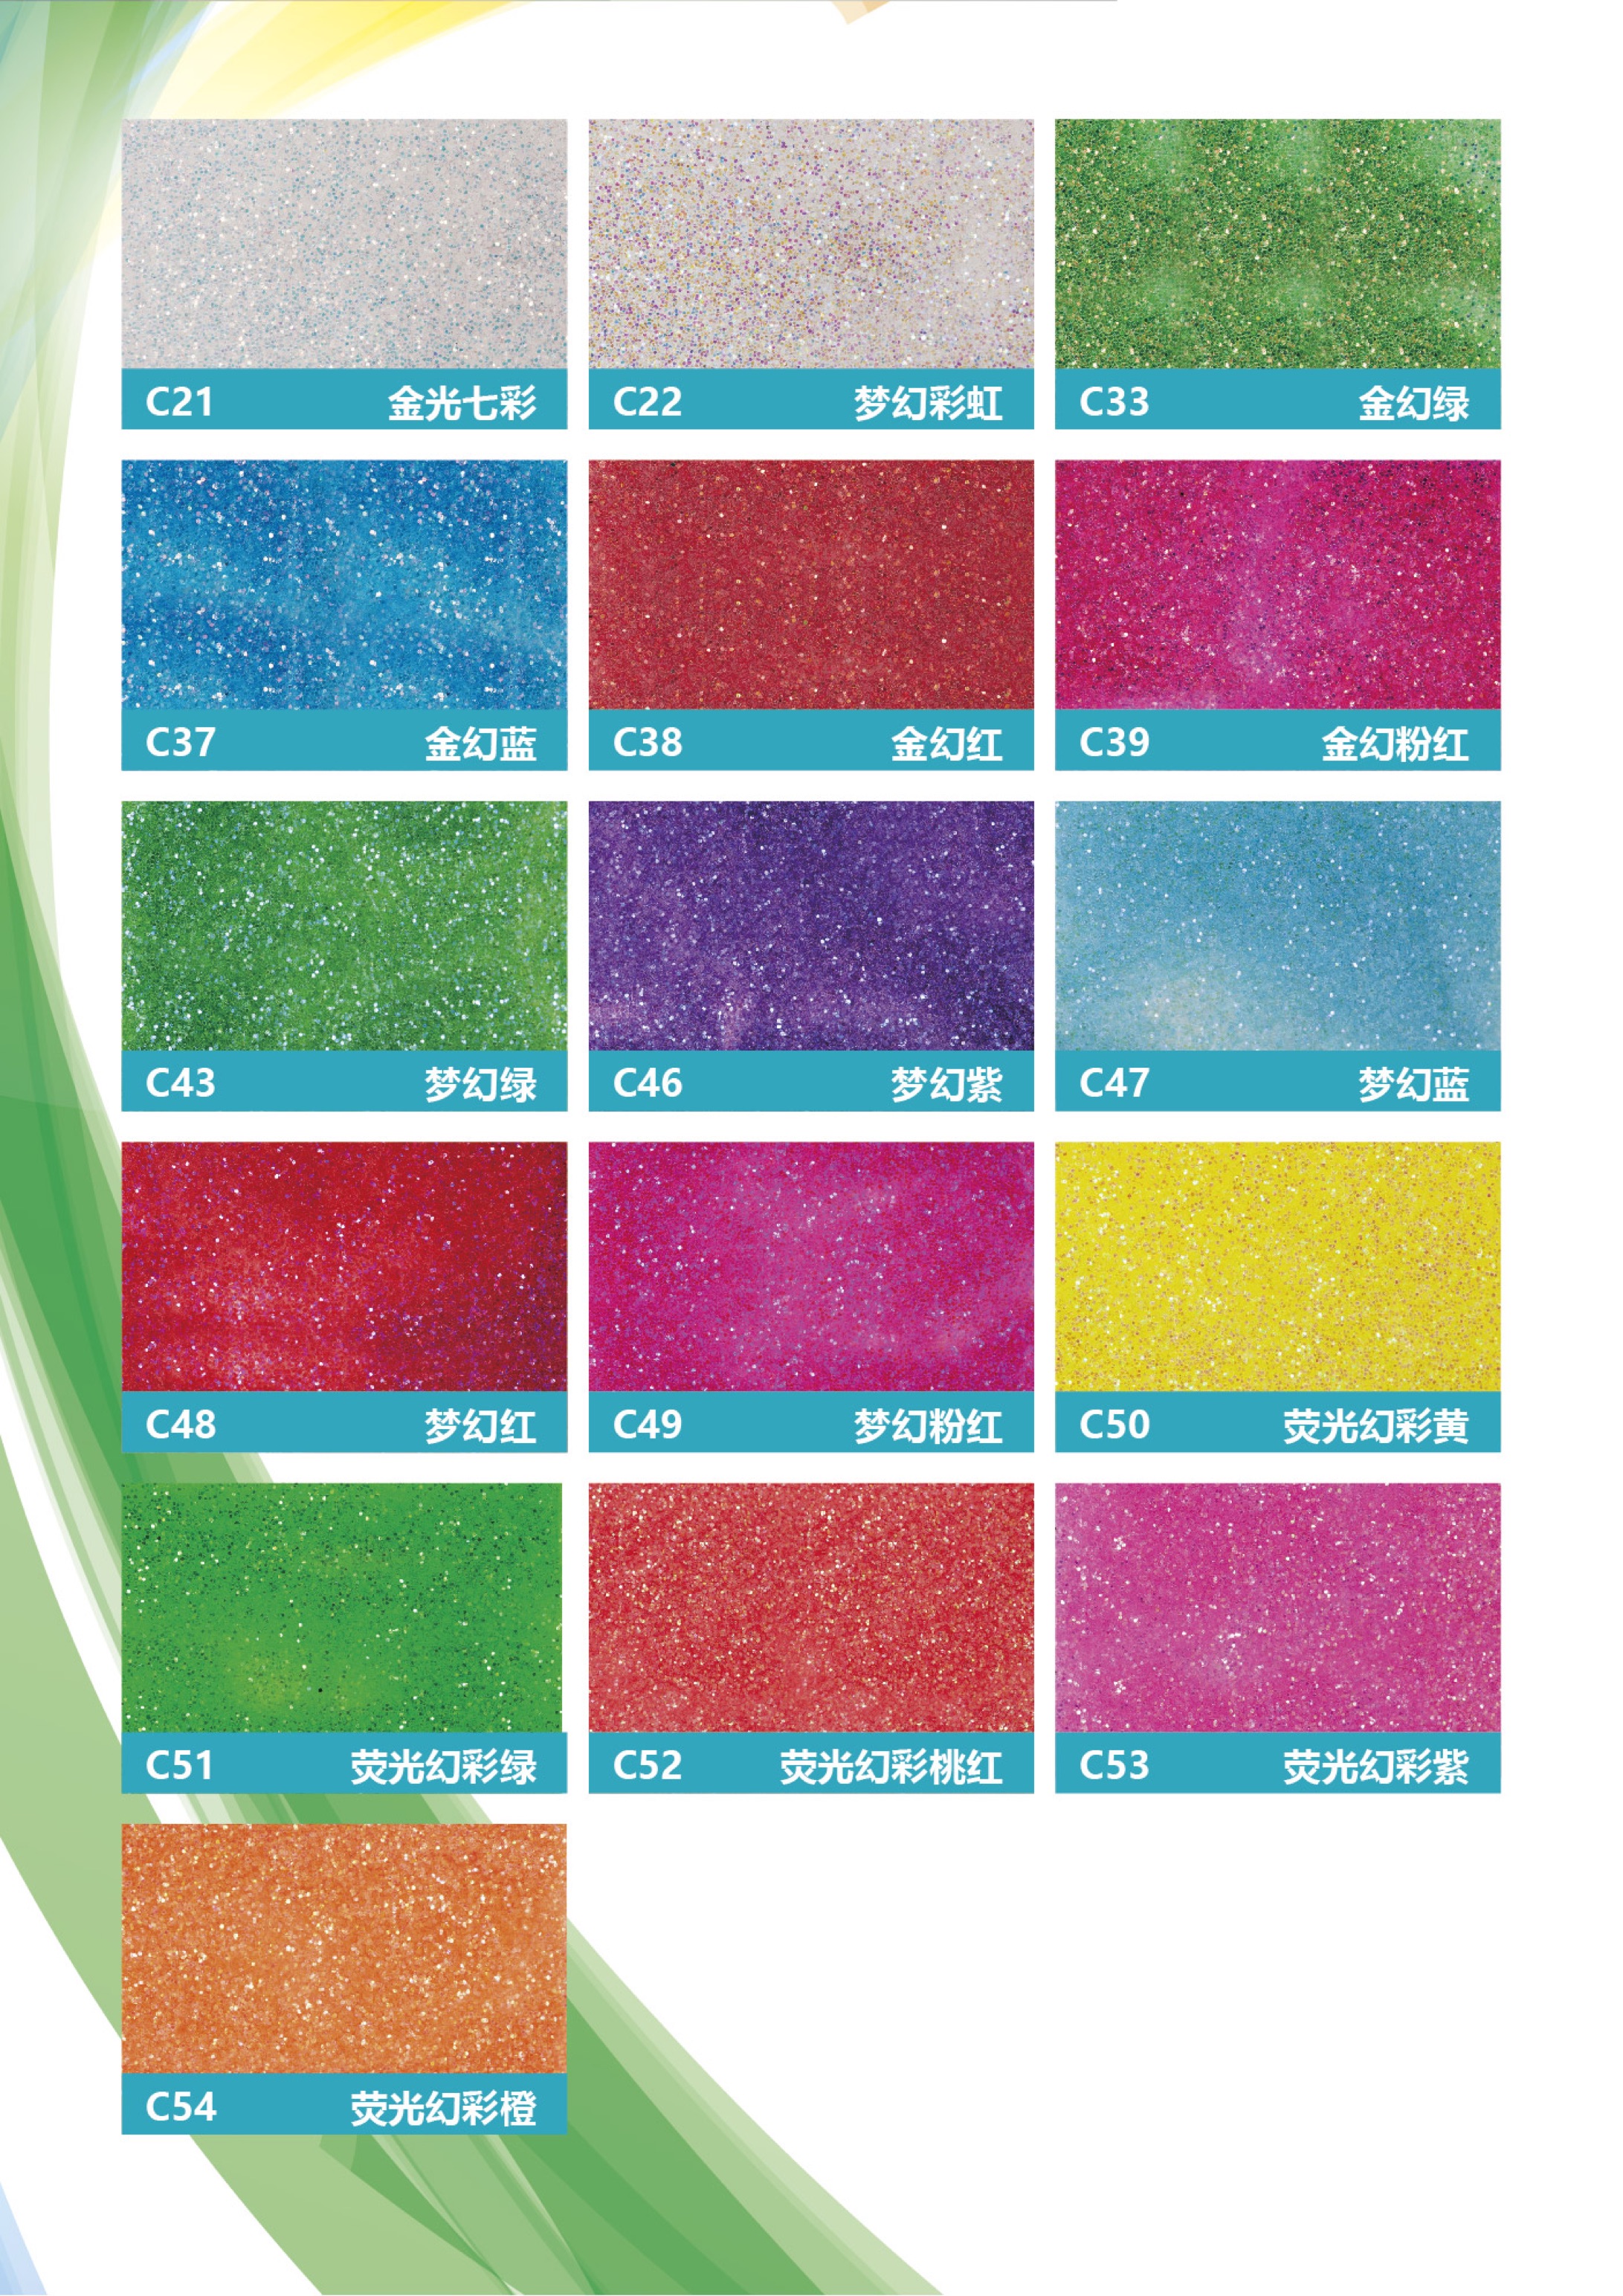 C21 金光七彩
C22 梦幻彩虹
C33 金幻绿
C37 金幻蓝
C38 金幻红
C39 金幻粉红
C43 梦幻绿
C46 梦幻紫
C47 梦幻蓝
C48 梦幻红
C49 梦幻粉红
C50 荧光幻彩黄
C51 荧光幻彩绿
C52 荧光幻彩桃红
C53 荧光幻彩紫
C54 荧光幻彩橙